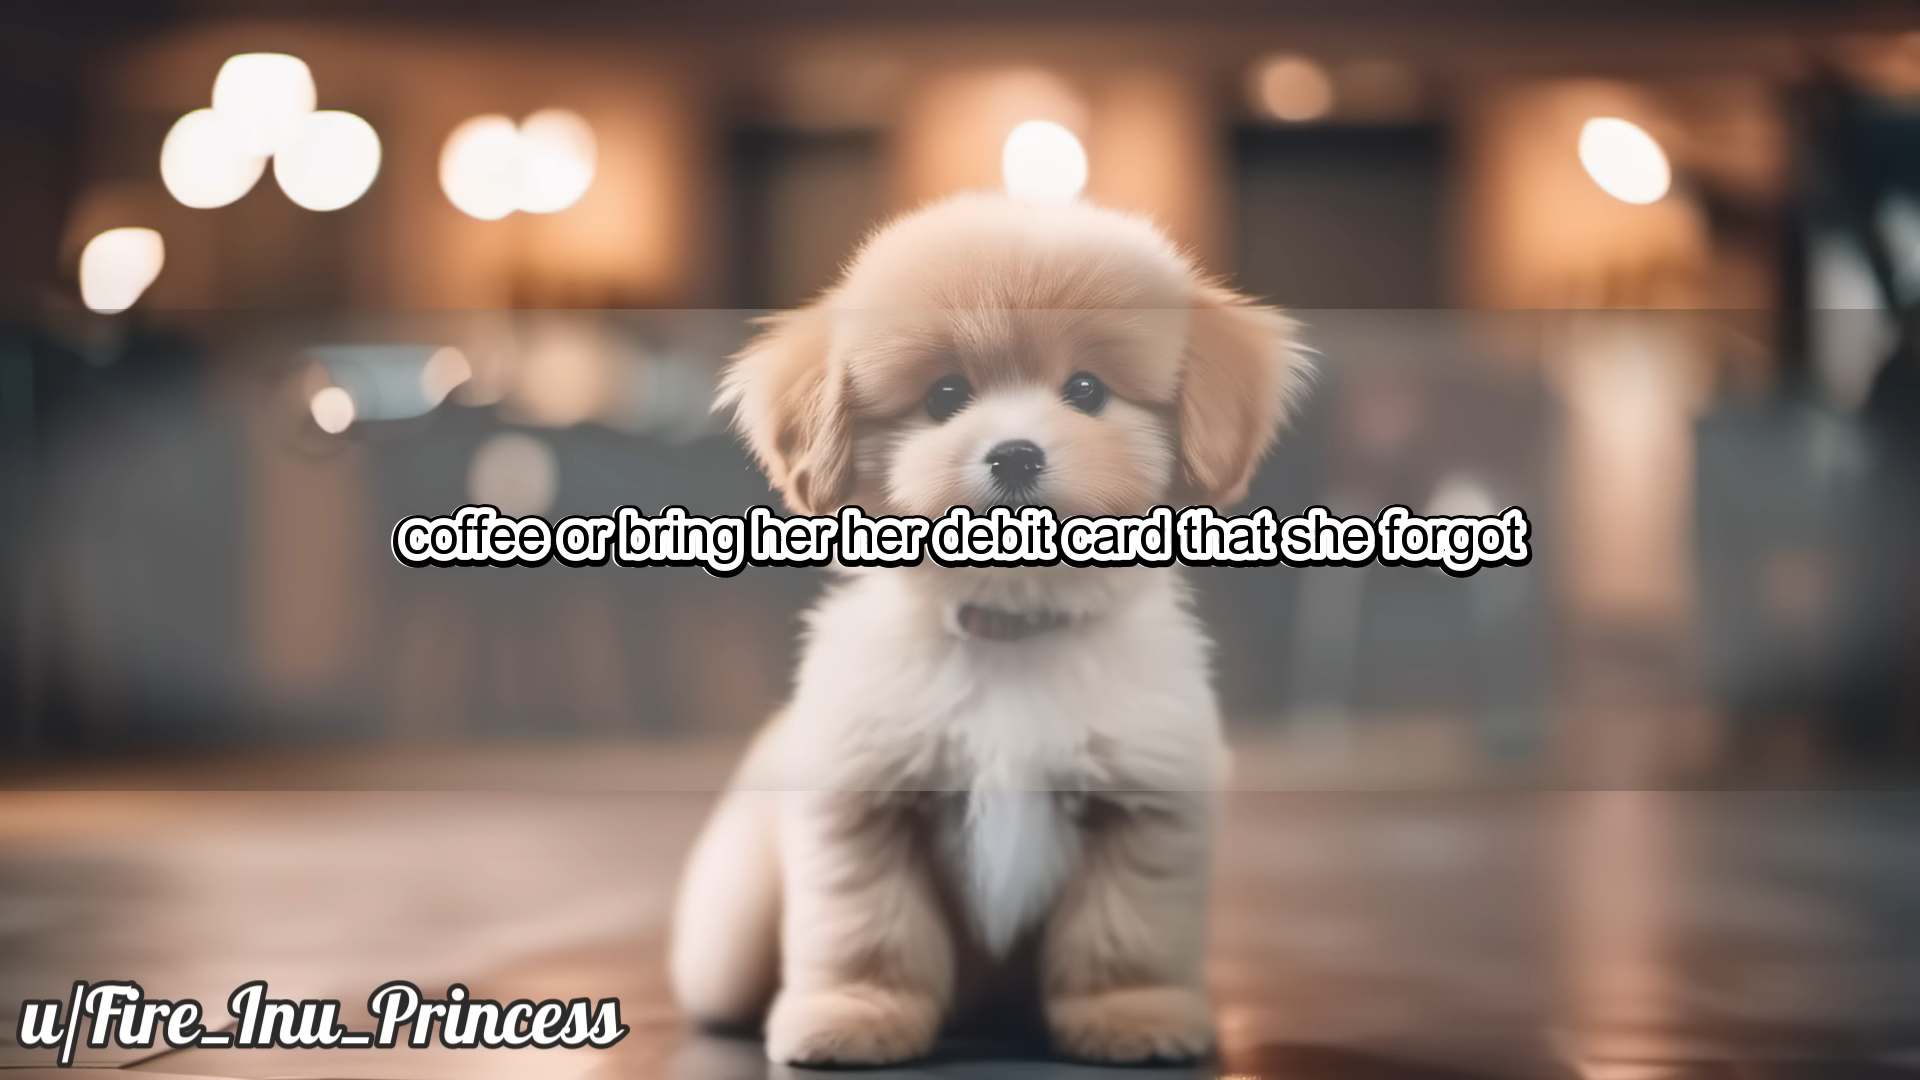 coffee or bring her her debit card that she forgot
u/Fire_Inu_Princess